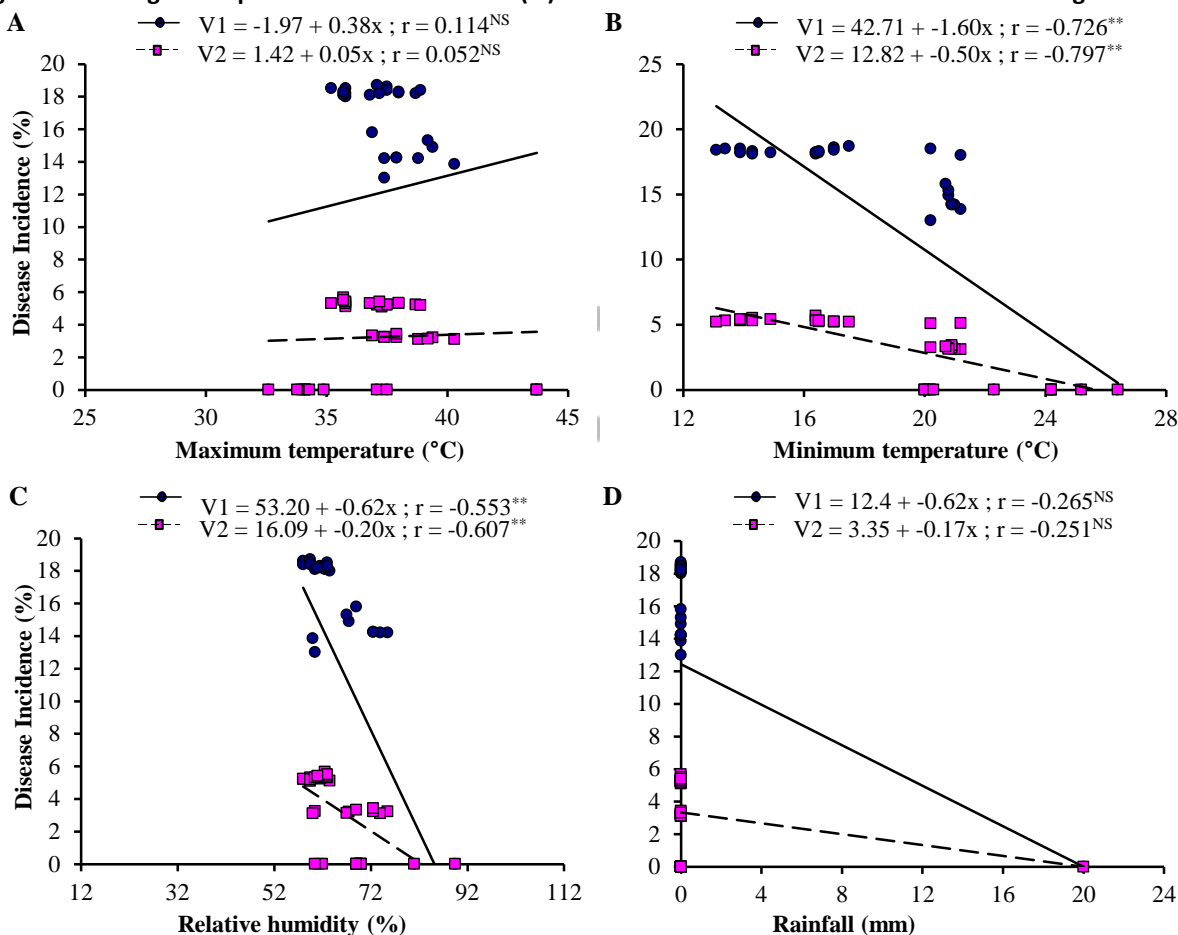 A
V1 = -1.97 + 0.38x ; r = 0.114NS
V2 = 1.42 + 0.05x ; r = 0.052NS
Disease Incidence (%)
20
18
16
14
12
10
8
6
4
2
0
25 30 35 40 45
Maximum temperature (°C)
B
V1 = 42.71 + -1.60x ; r = -0.726**
V2 = 12.82 + -0.50x ; r = -0.797**
25
20
15
10
5
0
12 16 20 24 28
Minimum temperature (°C)
C
V1 = 53.20 + -0.62x ; r = -0.553**
V2 = 16.09 + -0.20x ; r = -0.607**
Disease Incidence (%)
20
18
16
14
12
10
8
6
4
2
0
12 32 52 72 92 112
Relative humidity (%)
D
V1 = 12.4 + -0.62x ; r = -0.265NS
V2 = 3.35 + -0.17x ; r = -0.251NS
20
18
16
14
12
10
8
6
4
2
0
0 4 8 12 16 20 24
Rainfall (mm)